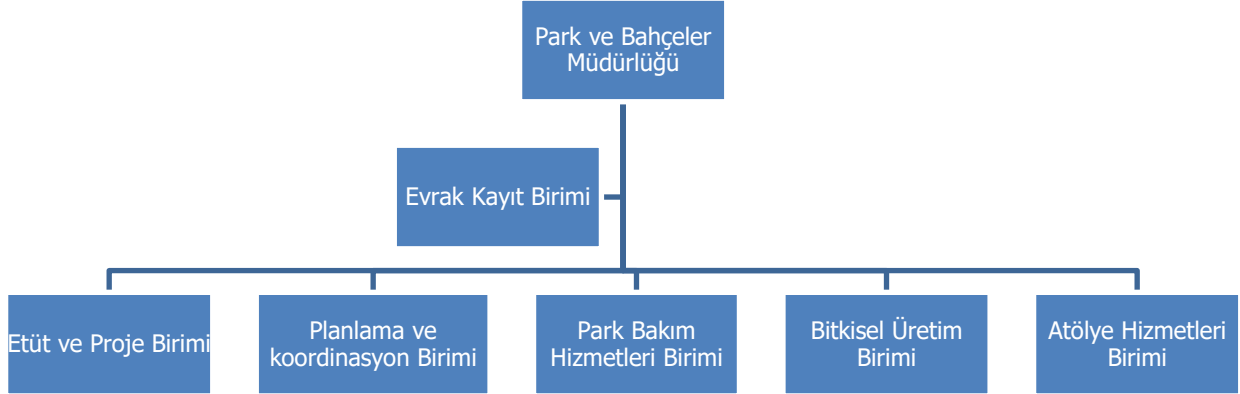 Park ve Bahçeler
Müdürlüğü
Evrak Kayıt Birimi
Etüt ve Proje Birimi
Planlama ve
koordinasyon Birimi
Park Bakım
Hizmetleri Birimi
Bitkisel Üretim
Birimi
Atölye Hizmetleri
Birimi